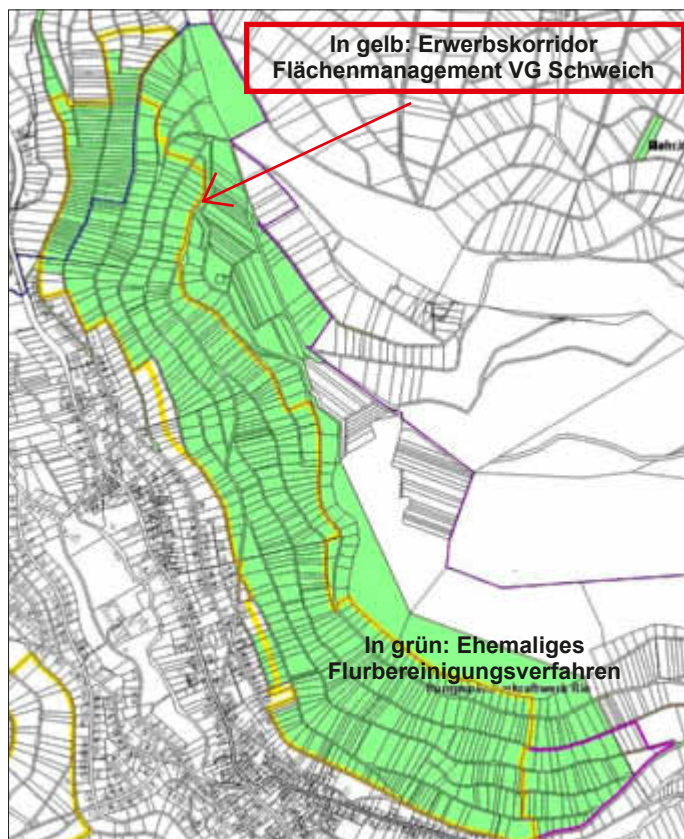 In gelb: Erwerbskorridor
Flächenmanagement VG Schweich
In grün: Ehemaliges
Flurbereinigungsverfahren